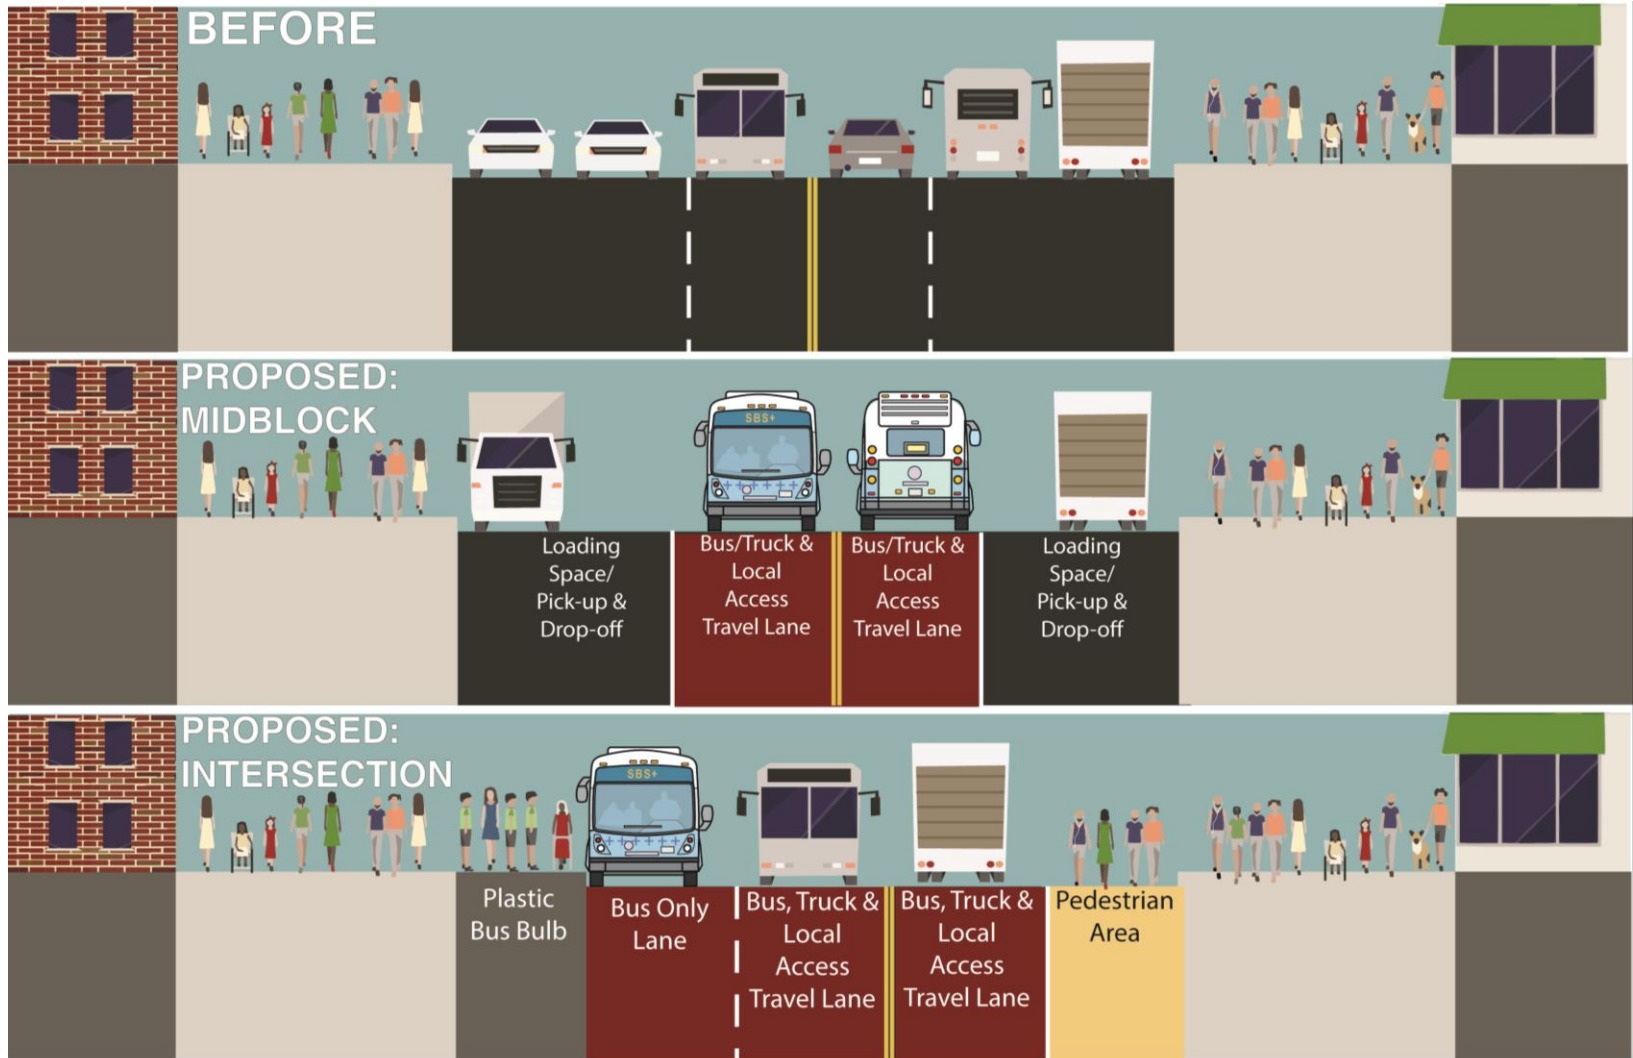 BEFORE
PROPOSED:
MIDBLOCK
SBS+
Loading
Space/
Pick-up &
Drop-off
Bus/Truck &
Local
Access
Travel Lane
Bus/Truck &
Local
Access
Travel Lane
Loading
Space/
Pick-up &
Drop-off
PROPOSED:
INTERSECTION
SBS+
Plastic
Bus Bulb
Bus Only
Lane
Bus, Truck &
Local
Access
Travel Lane
Bus, Truck &
Local
Access
Travel Lane
Pedestrian
Area